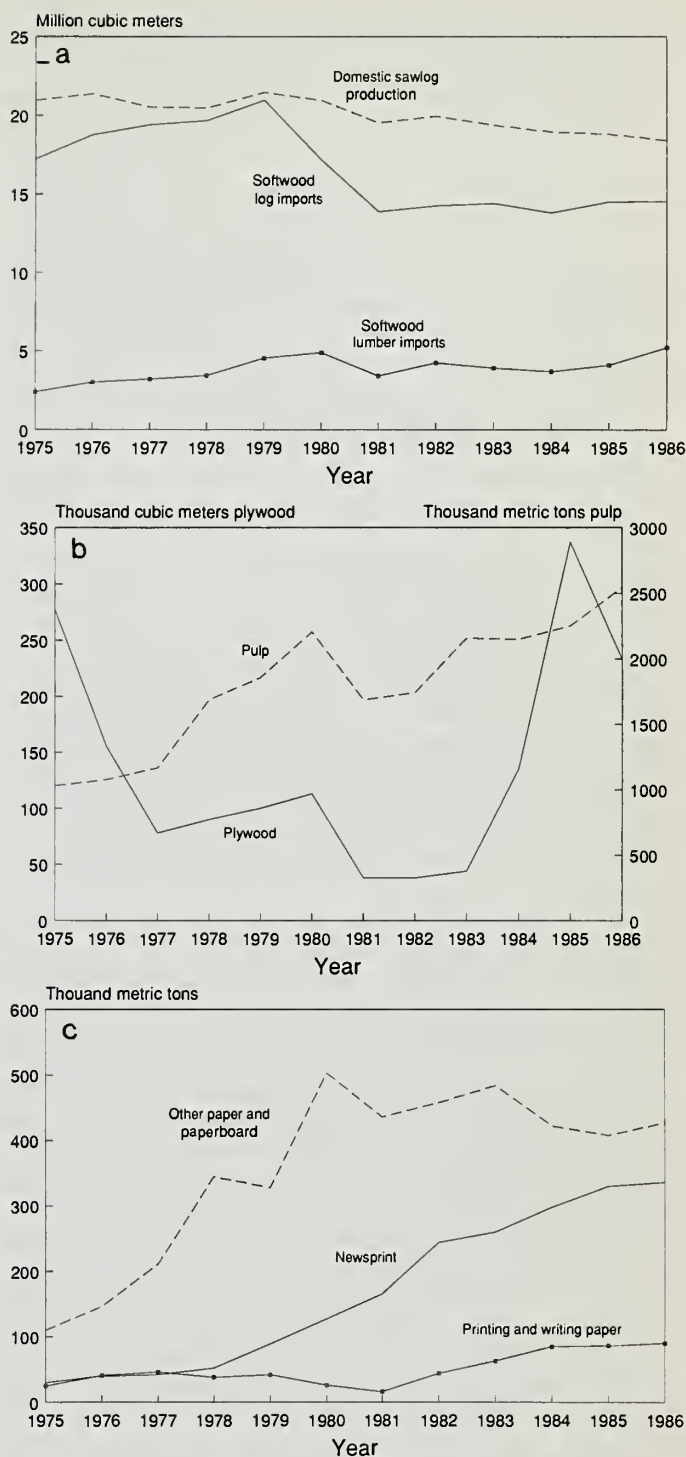 Million cubic meters
25
a
Domestic sawlog
production
20
Softwood
log imports
15
10
Softwood
lumber imports
5
0
1975 1976 1977 1978 1979 1980 1981 1982 1983 1984 1985 1986
Year
Thousand cubic meters plywood Thousand metric tons pulp
350 3000
b
300
2500
250
Pulp
2000
200
1500
150
1000
100
Plywood
50
500
0 0
1975 1976 1977 1978 1979 1980 1981 1982 1983 1984 1985 1986
Year
Thouand metric tons
600
c
500
Other paper and
paperboard
400
300
Newsprint
200
Printing and writing paper
100
0
1975 1976 1977 1978 1979 1980 1981 1982 1983 1984 1985 1986
Year